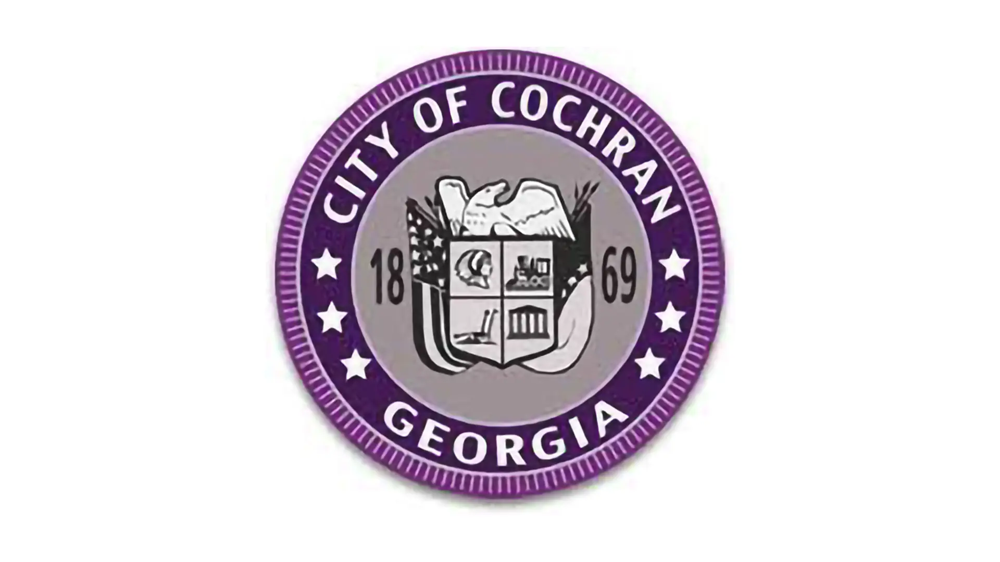 CITY OF COCHRAN
18 69
GEORGIA